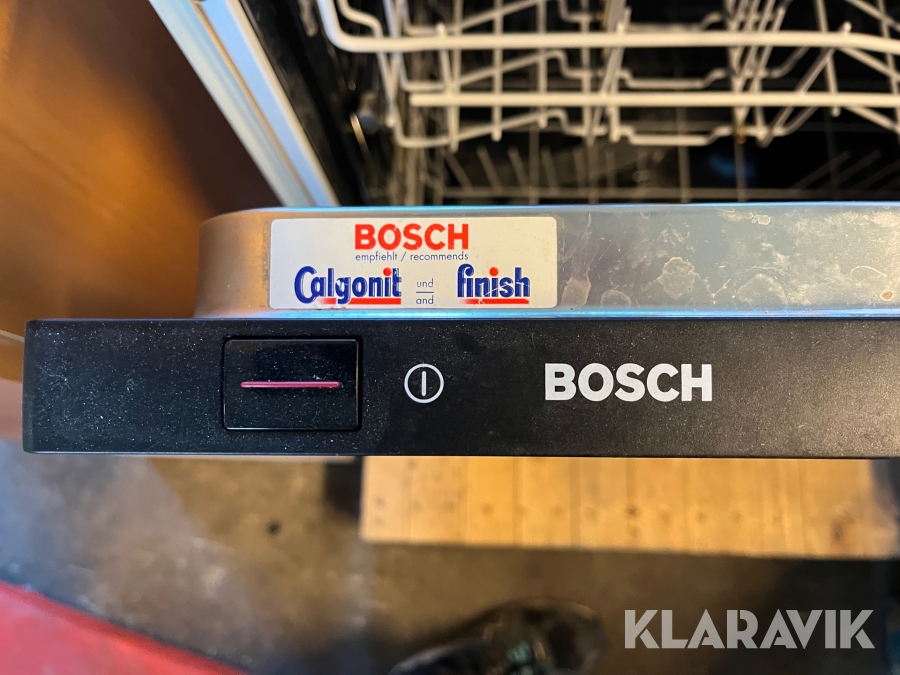 BOSCH
empfiehlt / recommends
Calgonit und and finish
BOSCH
KLARAVIK